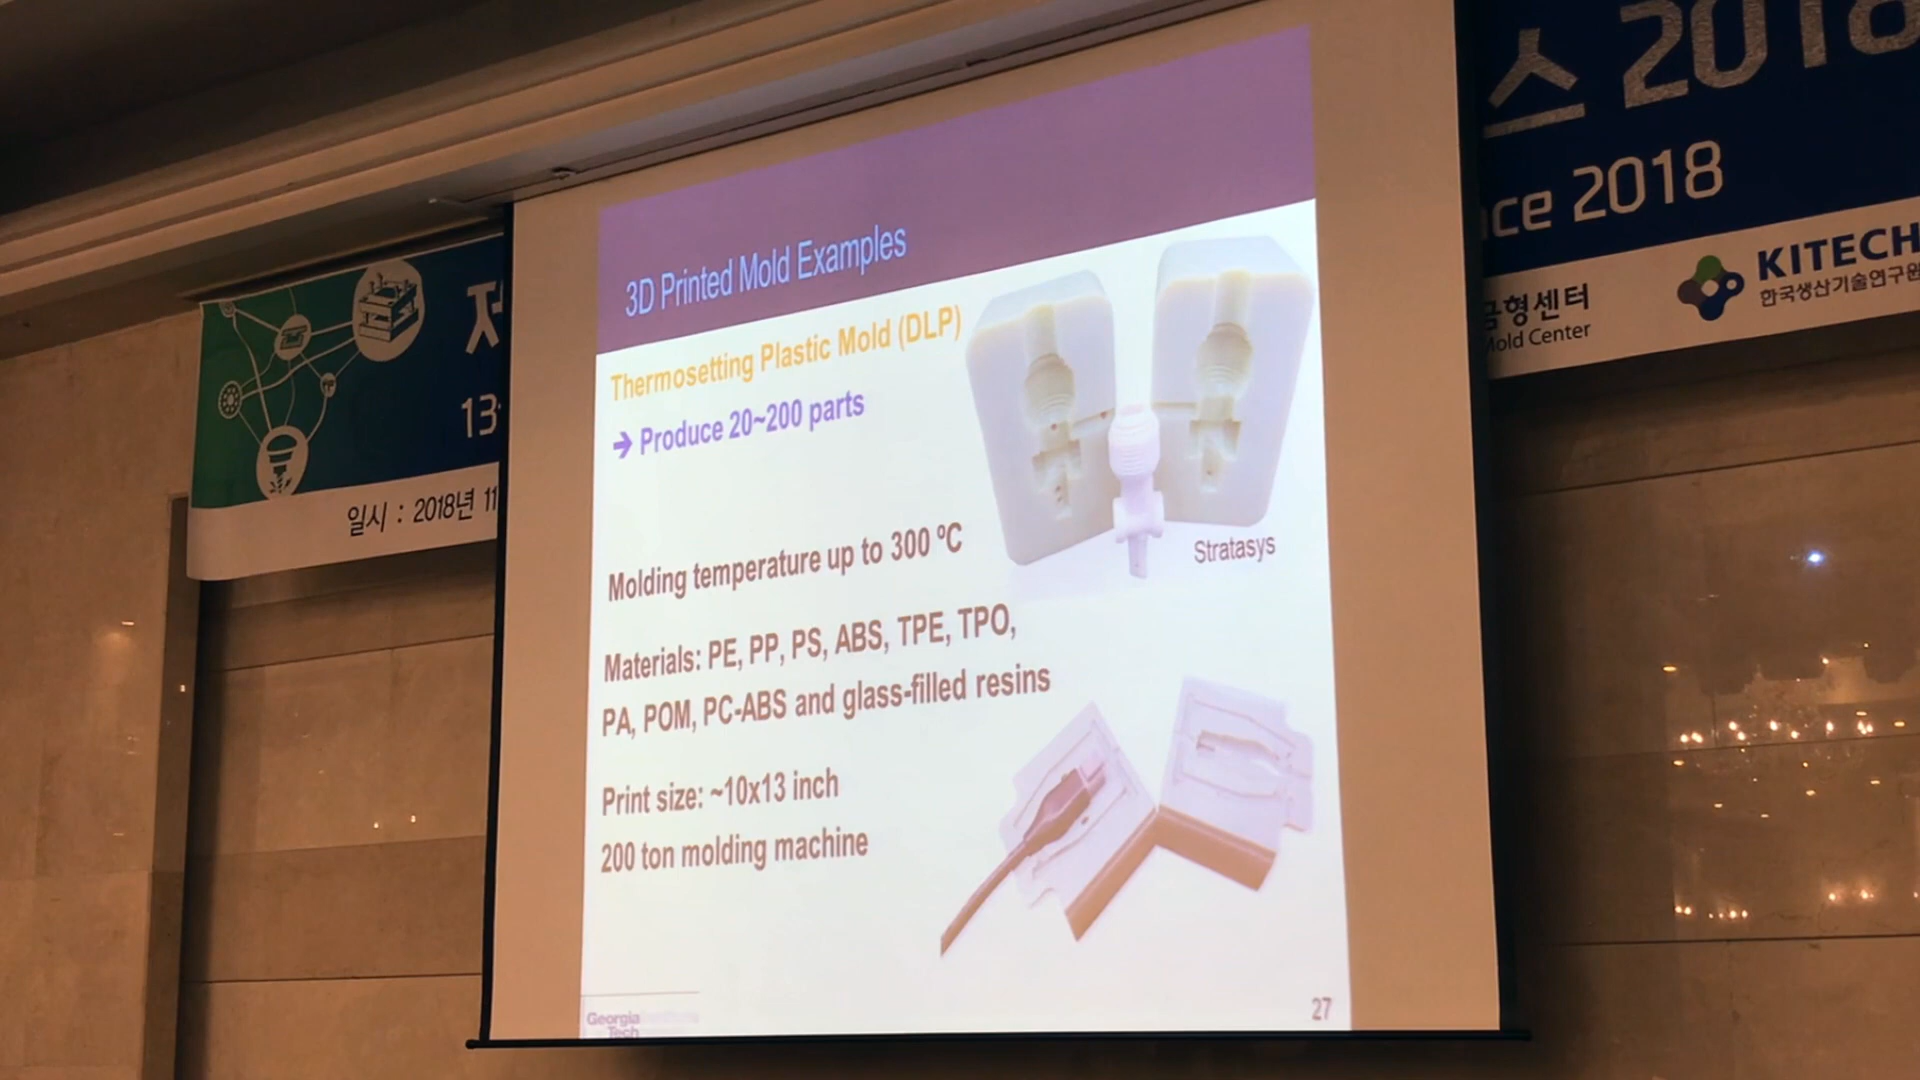 스 2018
ce 2018
KITECH
한국생산기술연구원
금형센터
Mold Center
저
13
일시 : 2018년 11
3D Printed Mold Examples
Thermosetting Plastic Mold (DLP)
➔ Produce 20~200 parts
Stratasys
Molding temperature up to 300 ºC
Materials: PE, PP, PS, ABS, TPE, TPO,
PA, POM, PC-ABS and glass-filled resins
Print size: ~10x13 inch
200 ton molding machine
Georgia
Tech
27